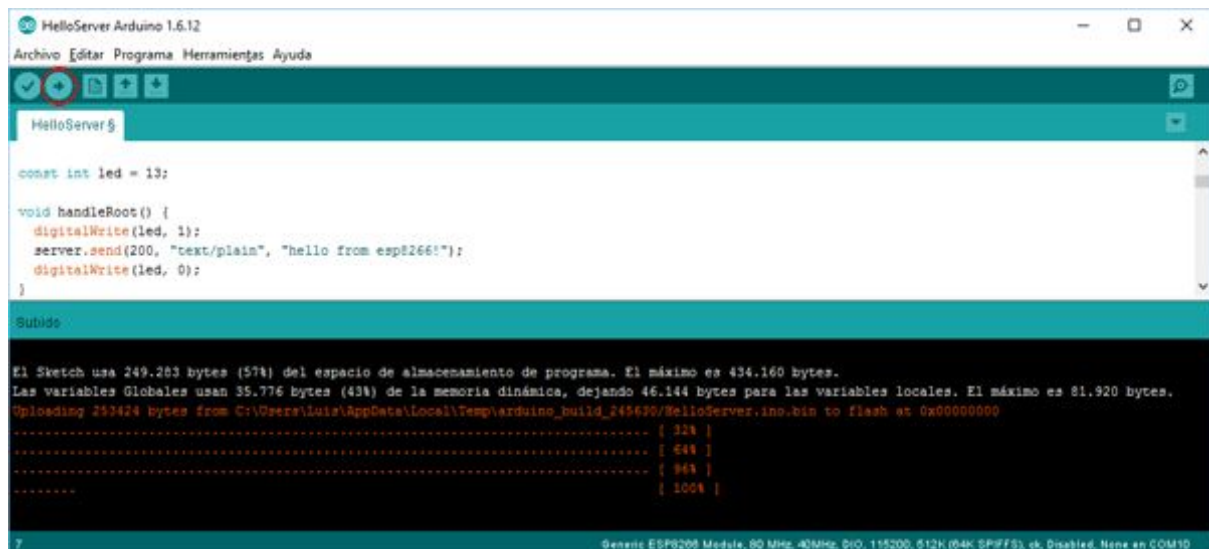 HelloServer Arduino 1.6.12
Archivo Editar Programa Herramientas Ayuda
HelloServer §
const int led = 13;
void handleRoot() {
digitalWrite(led, 1);
server.send(200, "text/plain", "hello from esp8266!");
digitalWrite(led, 0);
}
Subido
El Sketch usa 249.283 bytes (57%) del espacio de almacenamiento de programa. El máximo es 434.160 bytes.
Las variables Globales usan 35.776 bytes (43%) de la memoria dinámica, dejando 46.144 bytes para las variables locales. El máximo es 81.920 bytes.
Uploading 253424 bytes from C:\Users\Luis\AppData\Local\Temp\arduino_build_245630/HelloServer.ino.bin to flash at 0x00000000
................................................................................ [ 32% ]
................................................................................ [ 64% ]
................................................................................ [ 96% ]
........ [ 100% ]
7 Generic ESP8266 Module, 80 MHz, 40MHz, DIO, 115200, 512K (64K SPIFFS), ck, Disabled, None en COM10